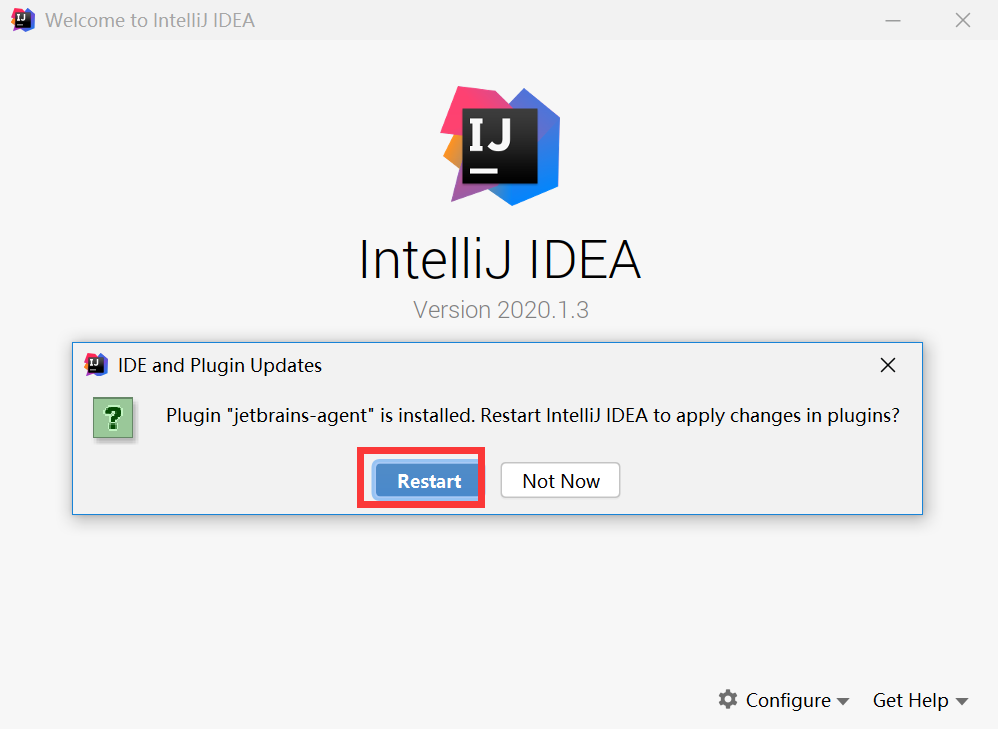 Welcome to IntelliJ IDEA
IJ
IntelliJ IDEA
Version 2020.1.3
IDE and Plugin Updates
Plugin "jetbrains-agent" is installed. Restart IntelliJ IDEA to apply changes in plugins?
Restart Not Now
Configure Get Help